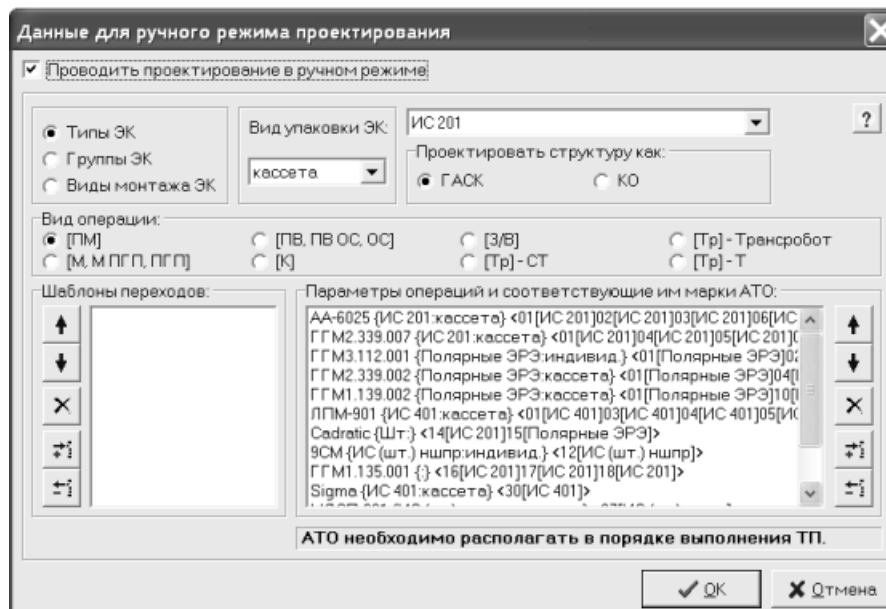 Данные для ручного режима проектирования
Проводить проектирование в ручном режиме
Типы ЭК
Группы ЭК
Виды монтажа ЭК
Вид упаковки ЭК:
кассета
ИС 201
?
Проектировать структуру как:
ГАСК КО
Вид операции:
[ПМ] [ПВ, ПВ ОС, ОС] [З/В] [Тр] - Трансробот
[М, М ПГП, ПГП] [К] [Тр] - СТ [Тр] - Т
Шаблоны переходов:
Параметры операций и соответствующие им марки АТО:
АА-6025 {ИС 201:кассета} <01[ИС 201]02[ИС 201]03[ИС 201]06[ИС
ГГМ2.339.007 {ИС 201:кассета} <01[ИС 201]04[ИС 201]05[ИС 201]0
ГГМ3.112.001 {Полярные ЭРЭ:индивид.} <01[Полярные ЭРЭ]02
ГГМ2.339.002 {Полярные ЭРЭ:кассета} <01[Полярные ЭРЭ]04[
ГГМ1.139.002 {Полярные ЭРЭ:кассета} <01[Полярные ЭРЭ]10[
ЛПМ-901 {ИС 401:кассета} <01[ИС 401]03[ИС 401]04[ИС 401]05[ИС
Cadratic {Шт:} <14[ИС 201]15[Полярные ЭРЭ]>
9СМ {ИС (шт.) ншпр:индивид.} <12[ИС (шт.) ншпр]>
ГГМ1.135.001 {:} <16[ИС 201]17[ИС 201]18[ИС 201]>
Sigma {ИС 401:кассета} <30[ИС 401]>
АТО необходимо располагать в порядке выполнения ТП.
OK Отмена